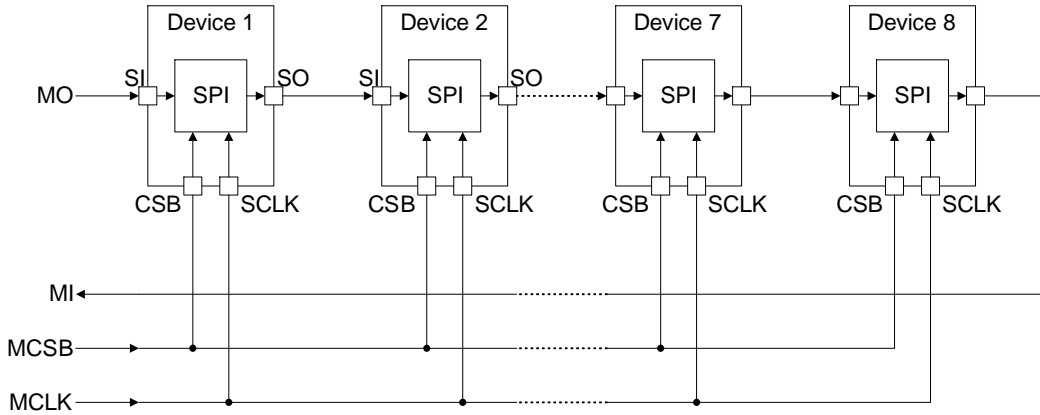 Device 1
Device 2
Device 7
Device 8
SI
SO
SI
SO
MO
SPI
SPI
SPI
SPI
CSB
SCLK
CSB
SCLK
CSB
SCLK
CSB
SCLK
MI
MCSB
MCLK